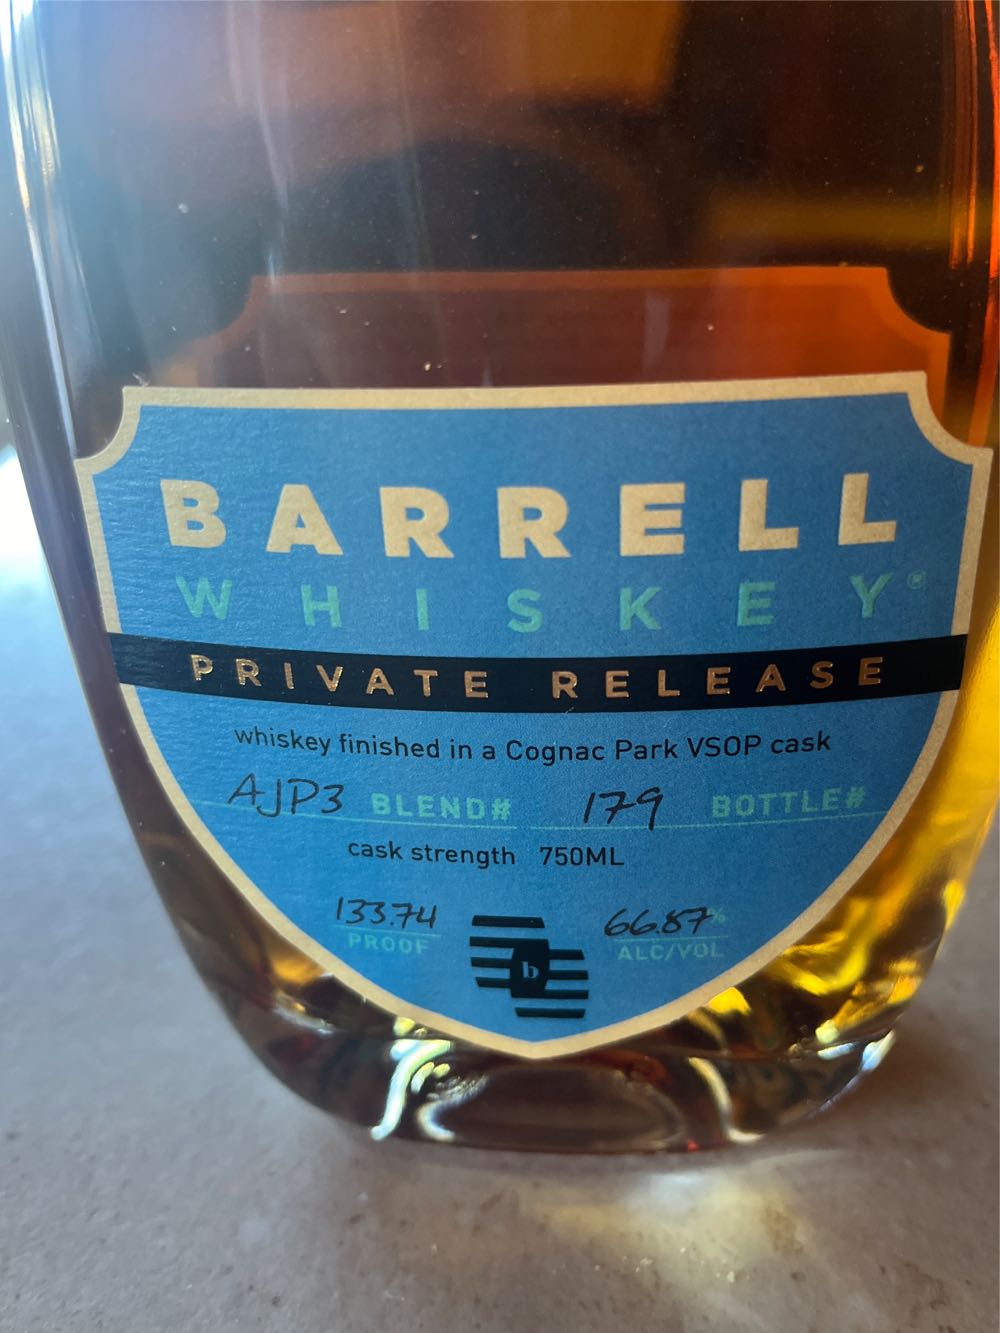 BARRELL
WHISKEY®
PRIVATE RELEASE
whiskey finished in a Cognac Park VSOP cask
AJP3 BLEND# 179 BOTTLE#
cask strength 750ML
133.74 66.87%
PROOF b ALC/VOL